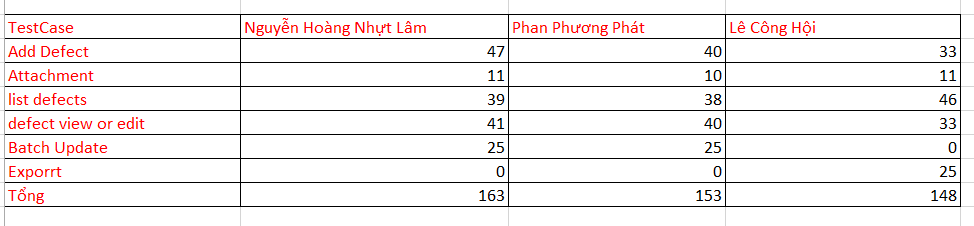 TestCase Nguyễn Hoàng Nhựt Lâm Phan Phương Phát Lê Công Hội
Add Defect 47 40 33
Attachment 11 10 11
list defects 39 38 46
defect view or edit 41 40 33
Batch Update 25 25 0
Exporrt 0 0 25
Tổng 163 153 148